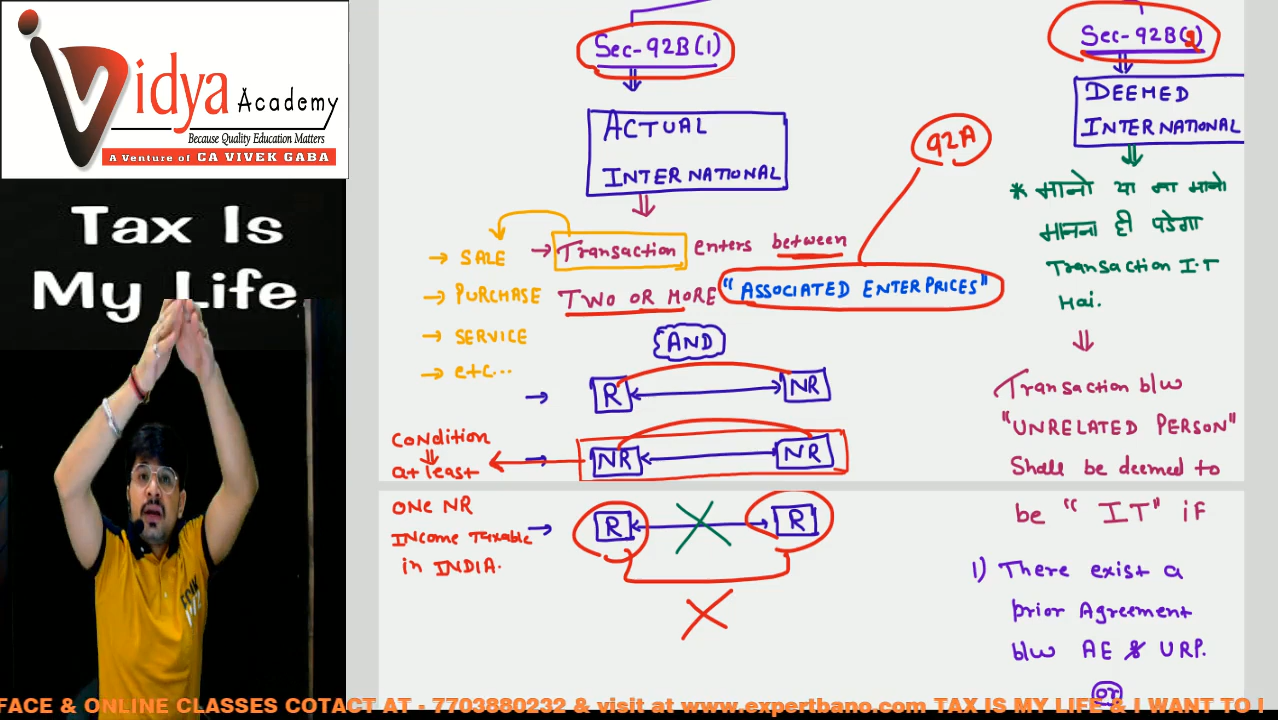 Vidya Academy
Because Quality Education Matters
A Venture of CA VIVEK GABA
Tax Is
My Life
Sec-92B(1)
ACTUAL
INTERNATIONAL
92A
→ Transaction enters between
TWO OR MORE "ASSOCIATED ENTERPRICES"
→ SALE
→ PURCHASE
→ SERVICE
→ etc...
AND
→ R NR
→ NR NR
→ R R
Condition
at least
ONE NR
Income Taxable
in INDIA.
Sec-92B(2)
DEEMED
INTERNATIONAL
* मानो या ना मानो
मानना ही पडेगा
Transaction I.T
Hai.
Transaction b/w
"UNRELATED PERSON"
Shall be deemed to
be "IT" if
1) There exist a
prior Agreement
b/w AE & URP.
or
FACE & ONLINE CLASSES COTACT AT - 7703880232 & visit at www.expertbano.com TAX IS MY LIFE & I WANT TO